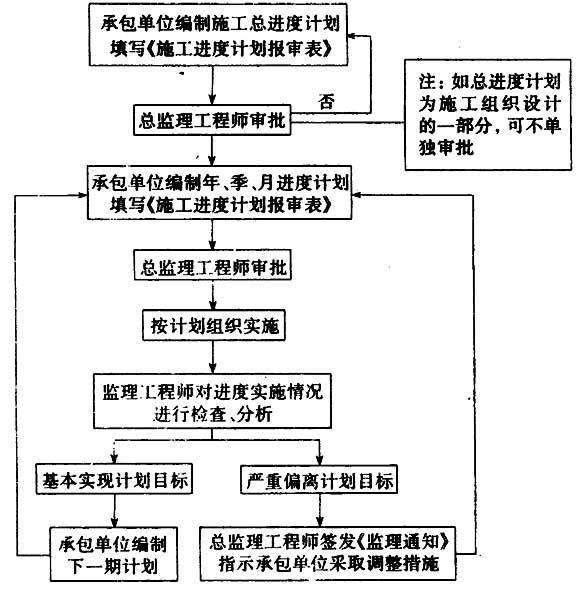 承包单位编制施工总进度计划
填写《施工进度计划报审表》
否
总监理工程师审批
注：如总进度计划
为施工组织设计
的一部分，可不单
独审批
承包单位编制年、季、月进度计划
填写《施工进度计划报审表》
总监理工程师审批
按计划组织实施
监理工程师对进度实施情况
进行检查、分析
基本实现计划目标
严重偏离计划目标
承包单位编制
下一期计划
总监理工程师签发《监理通知》
指示承包单位采取调整措施